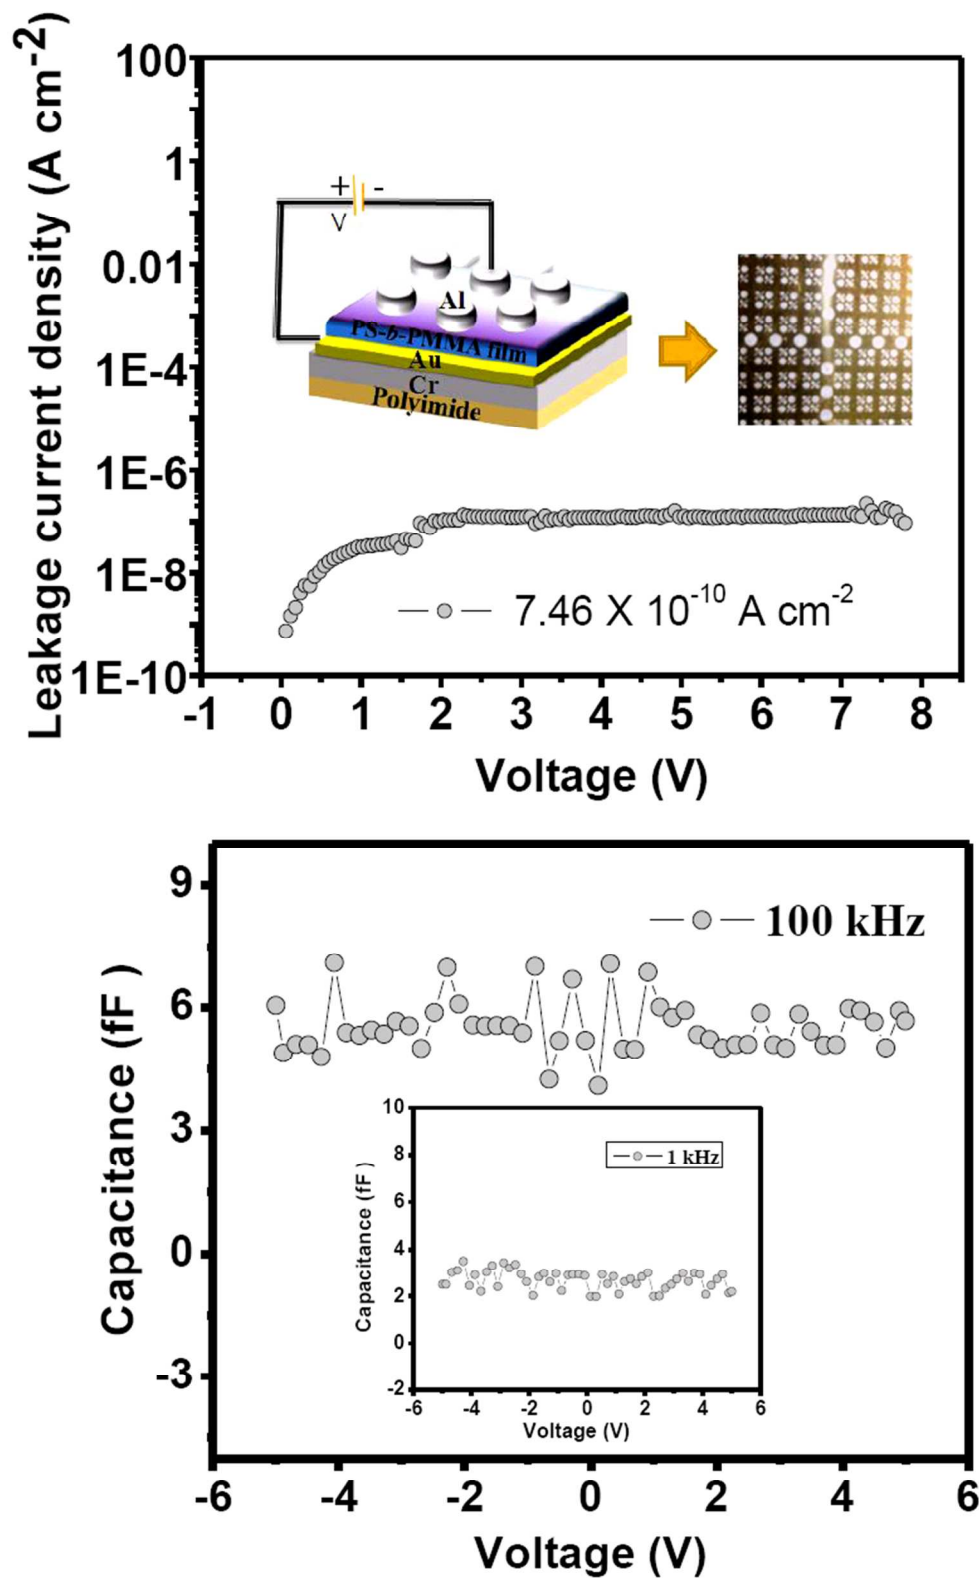 Leakage current density (A cm-2)
100
1
0.01
1E-4
1E-6
1E-8
1E-10
+ -
V
Al
PS-b-PMMA film
Au
Cr
Polyimide
7.46 X 10-10 A cm-2
-1 0 1 2 3 4 5 6 7 8
Voltage (V)
Capacitance (fF )
9
6
3
0
-3
100 kHz
Capacitance (fF )
10
8
6
4
2
0
-2
1 kHz
-6 -4 -2 0 2 4 6
Voltage (V)
-6 -4 -2 0 2 4 6
Voltage (V)